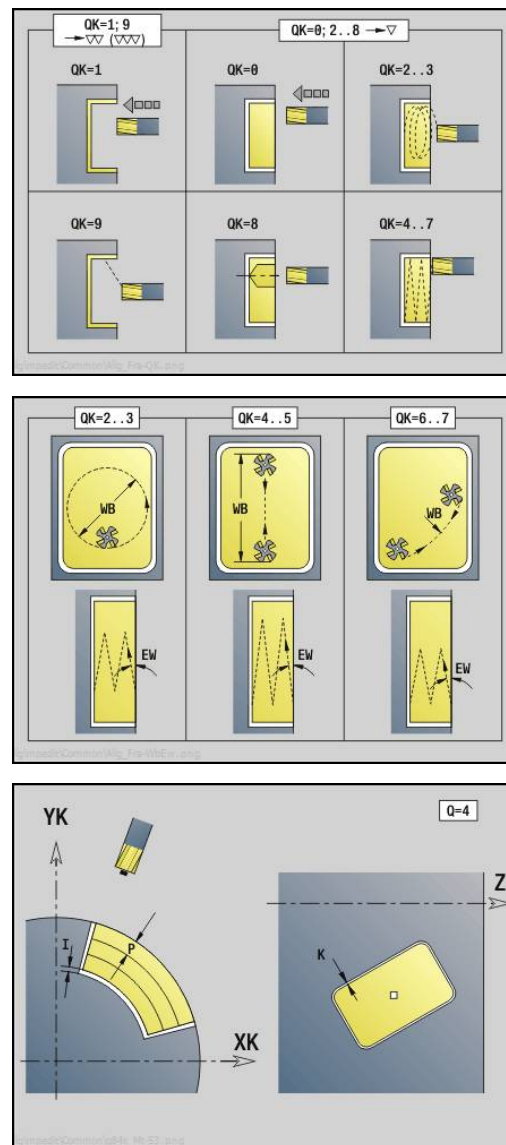 QK=1; 9
→▽▽ (▽▽▽)
QK=0; 2..8 →▽
QK=1
QK=0
QK=2..3
QK=9
QK=8
QK=4..7
QK=2..3
QK=4..5
QK=6..7
WB
WB
WB
EW
EW
EW
Q=4
YK
Z
I
P
K
XK